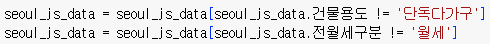 seoul_js_data = seoul_js_data[seoul_js_data.건물용도 != '단독다가구']
seoul_js_data = seoul_js_data[seoul_js_data.전월세구분 != '월세']